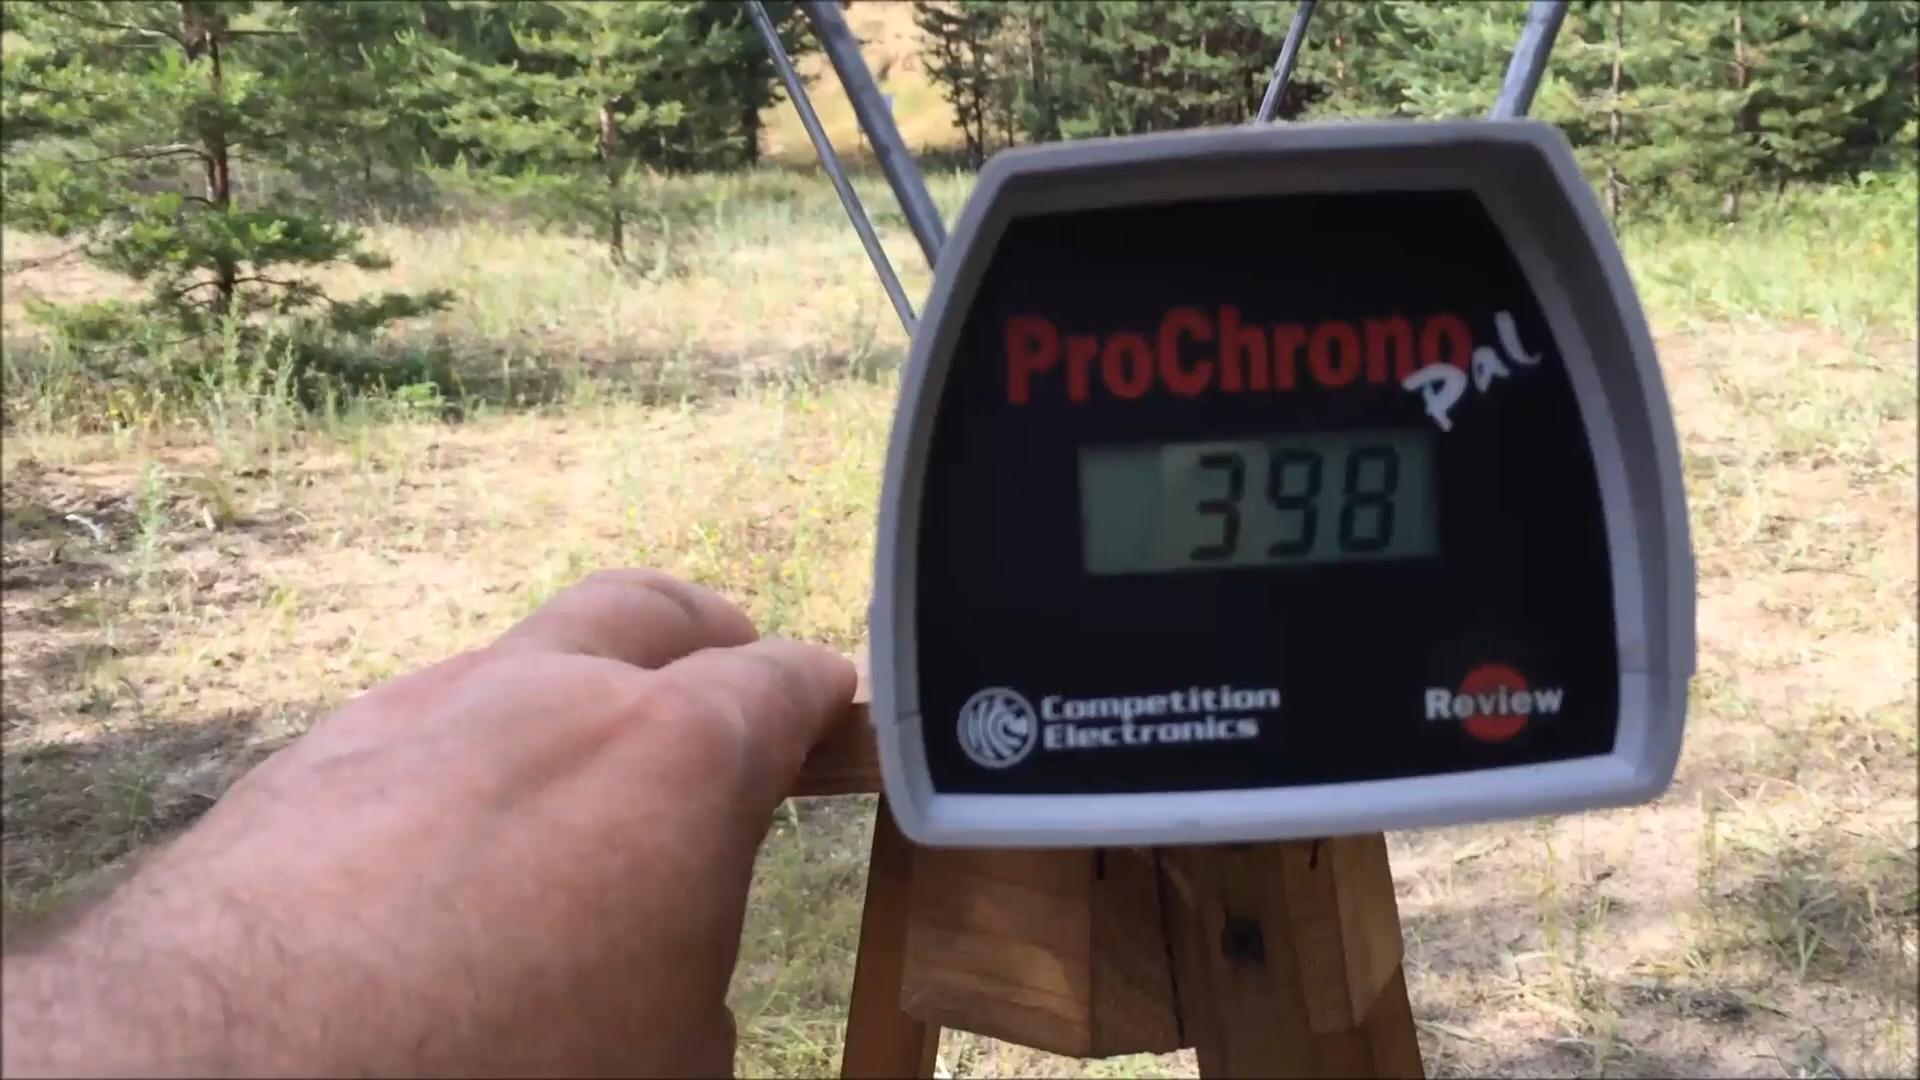 ProChrono
Pal
398
Competition
Electronics
Review